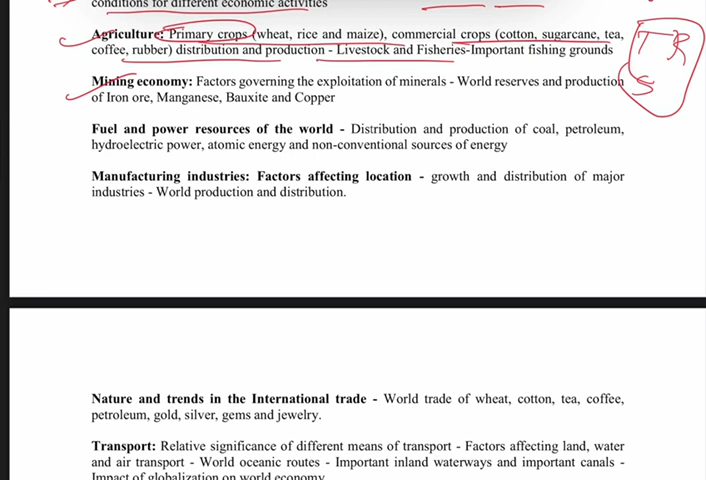 conditions for different economic activities
Agriculture: Primary crops (wheat, rice and maize), commercial crops (cotton, sugarcane, tea,
coffee, rubber) distribution and production - Livestock and Fisheries-Important fishing grounds
Mining economy: Factors governing the exploitation of minerals - World reserves and production
of Iron ore, Manganese, Bauxite and Copper
T R
S
Fuel and power resources of the world - Distribution and production of coal, petroleum,
hydroelectric power, atomic energy and non-conventional sources of energy
Manufacturing industries: Factors affecting location - growth and distribution of major
industries - World production and distribution.
Nature and trends in the International trade - World trade of wheat, cotton, tea, coffee,
petroleum, gold, silver, gems and jewelry.
Transport: Relative significance of different means of transport - Factors affecting land, water
and air transport - World oceanic routes - Important inland waterways and important canals -
Impact of globalization on world economy